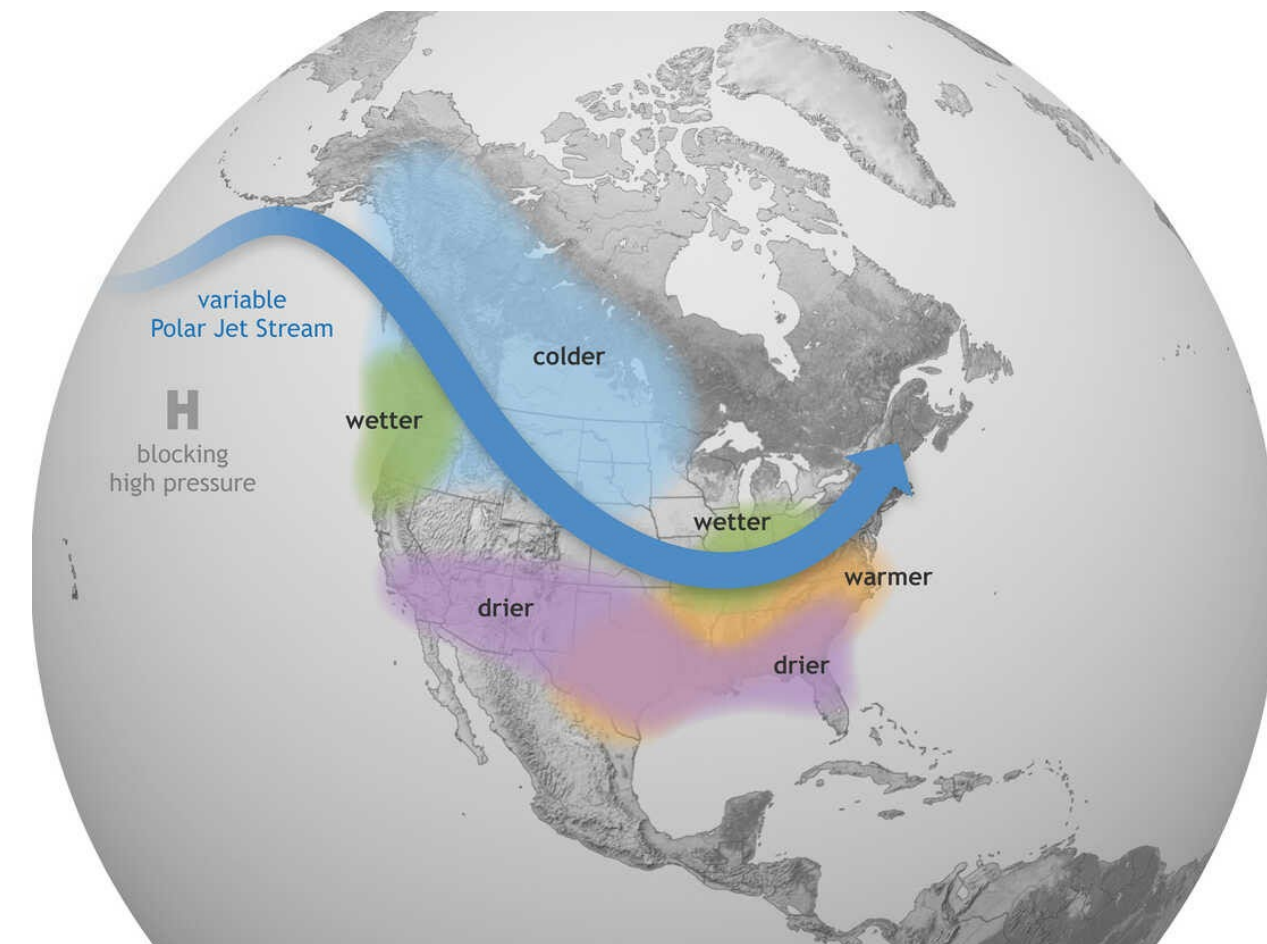 variable
Polar Jet Stream
colder
H
blocking
high pressure
wetter
wetter
warmer
drier
drier